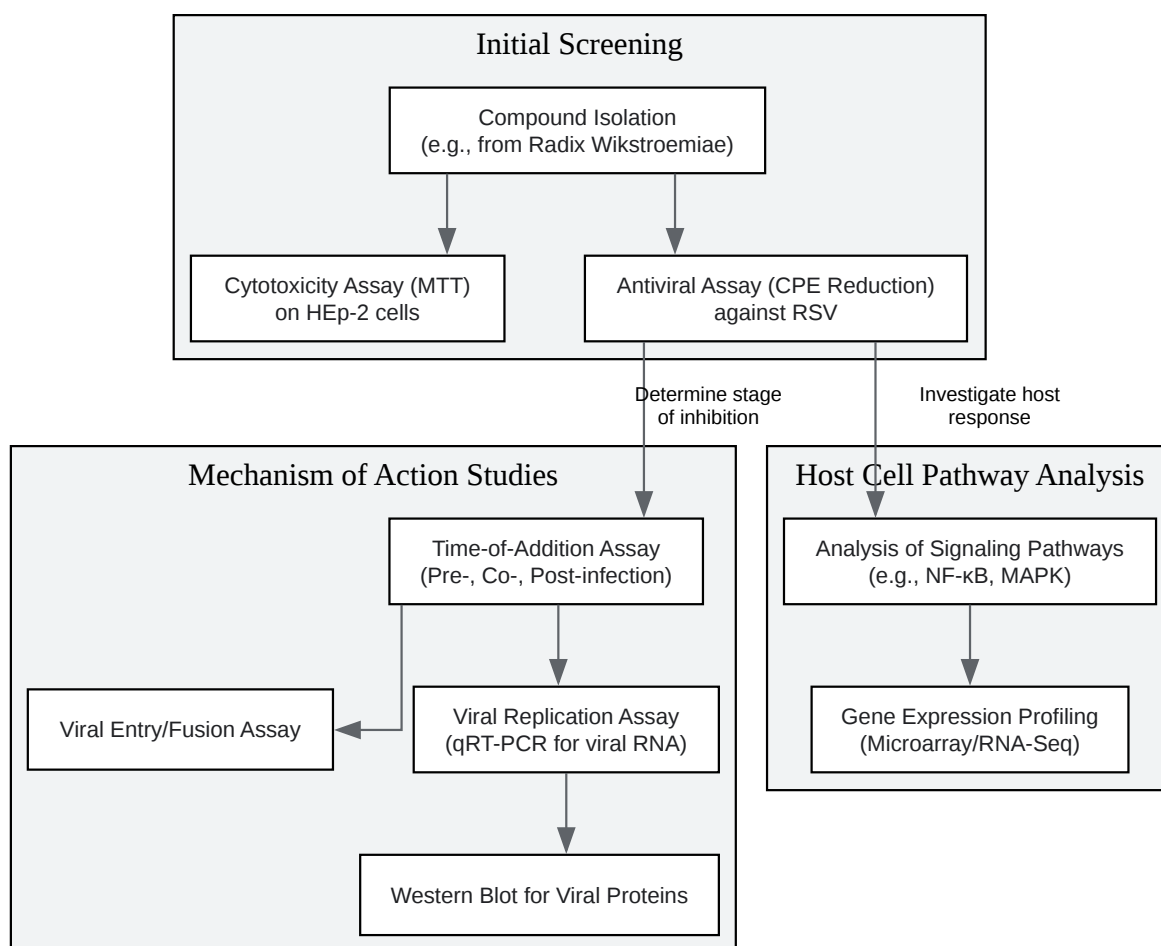 Initial Screening
Compound Isolation
(e.g., from Radix Wikstroemiae)
Cytotoxicity Assay (MTT)
on HEp-2 cells
Antiviral Assay (CPE Reduction)
against RSV
Determine stage
of inhibition
Investigate host
response
Mechanism of Action Studies
Time-of-Addition Assay
(Pre-, Co-, Post-infection)
Viral Entry/Fusion Assay
Viral Replication Assay
(qRT-PCR for viral RNA)
Western Blot for Viral Proteins
Host Cell Pathway Analysis
Analysis of Signaling Pathways
(e.g., NF-κB, MAPK)
Gene Expression Profiling
(Microarray/RNA-Seq)